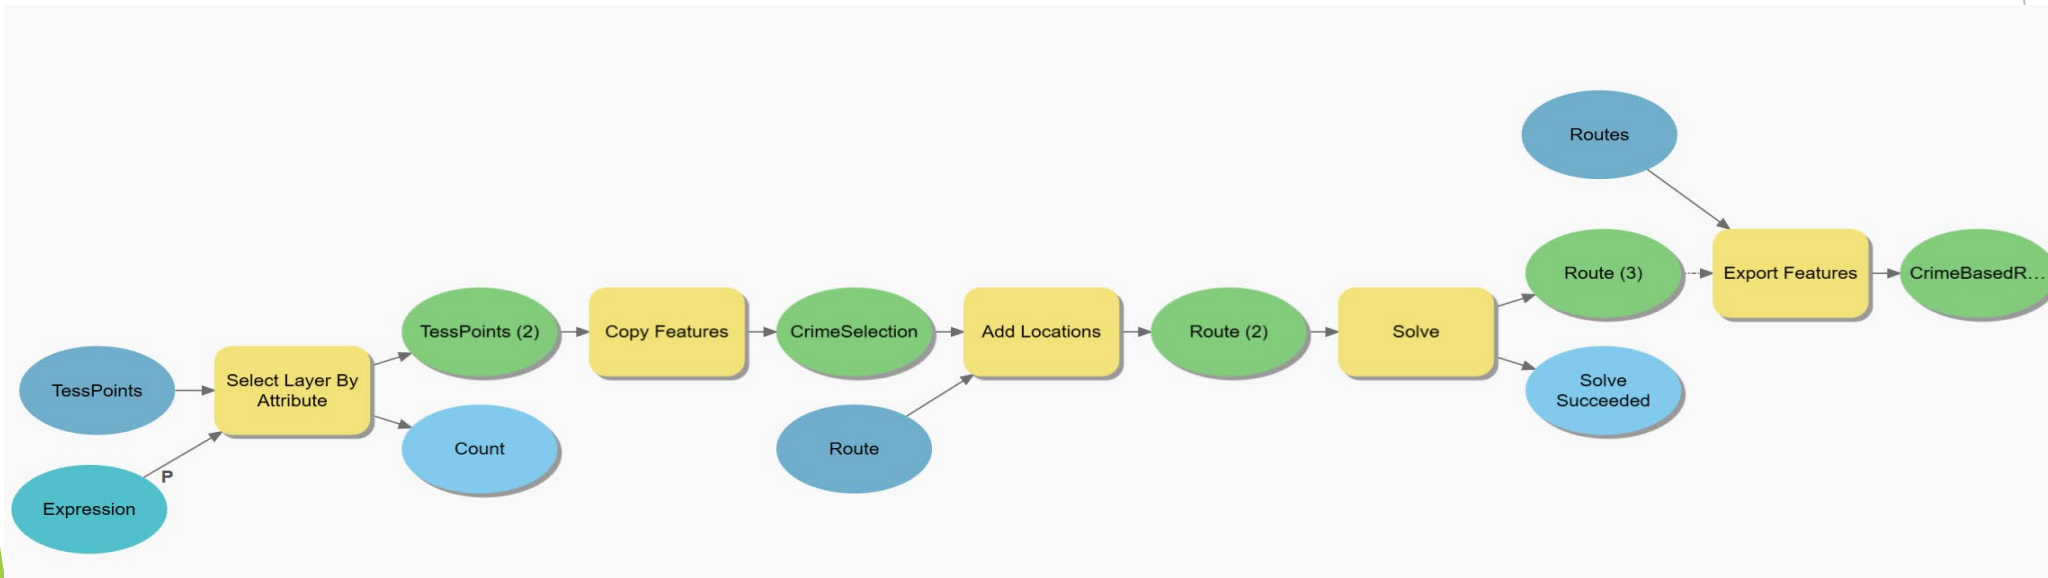 Routes
Route (3)
Export Features
CrimeBasedR...
TessPoints (2)
Copy Features
CrimeSelection
Add Locations
Route (2)
Solve
TessPoints
Select Layer By
Attribute
Solve
Succeeded
Count
Route
P
Expression